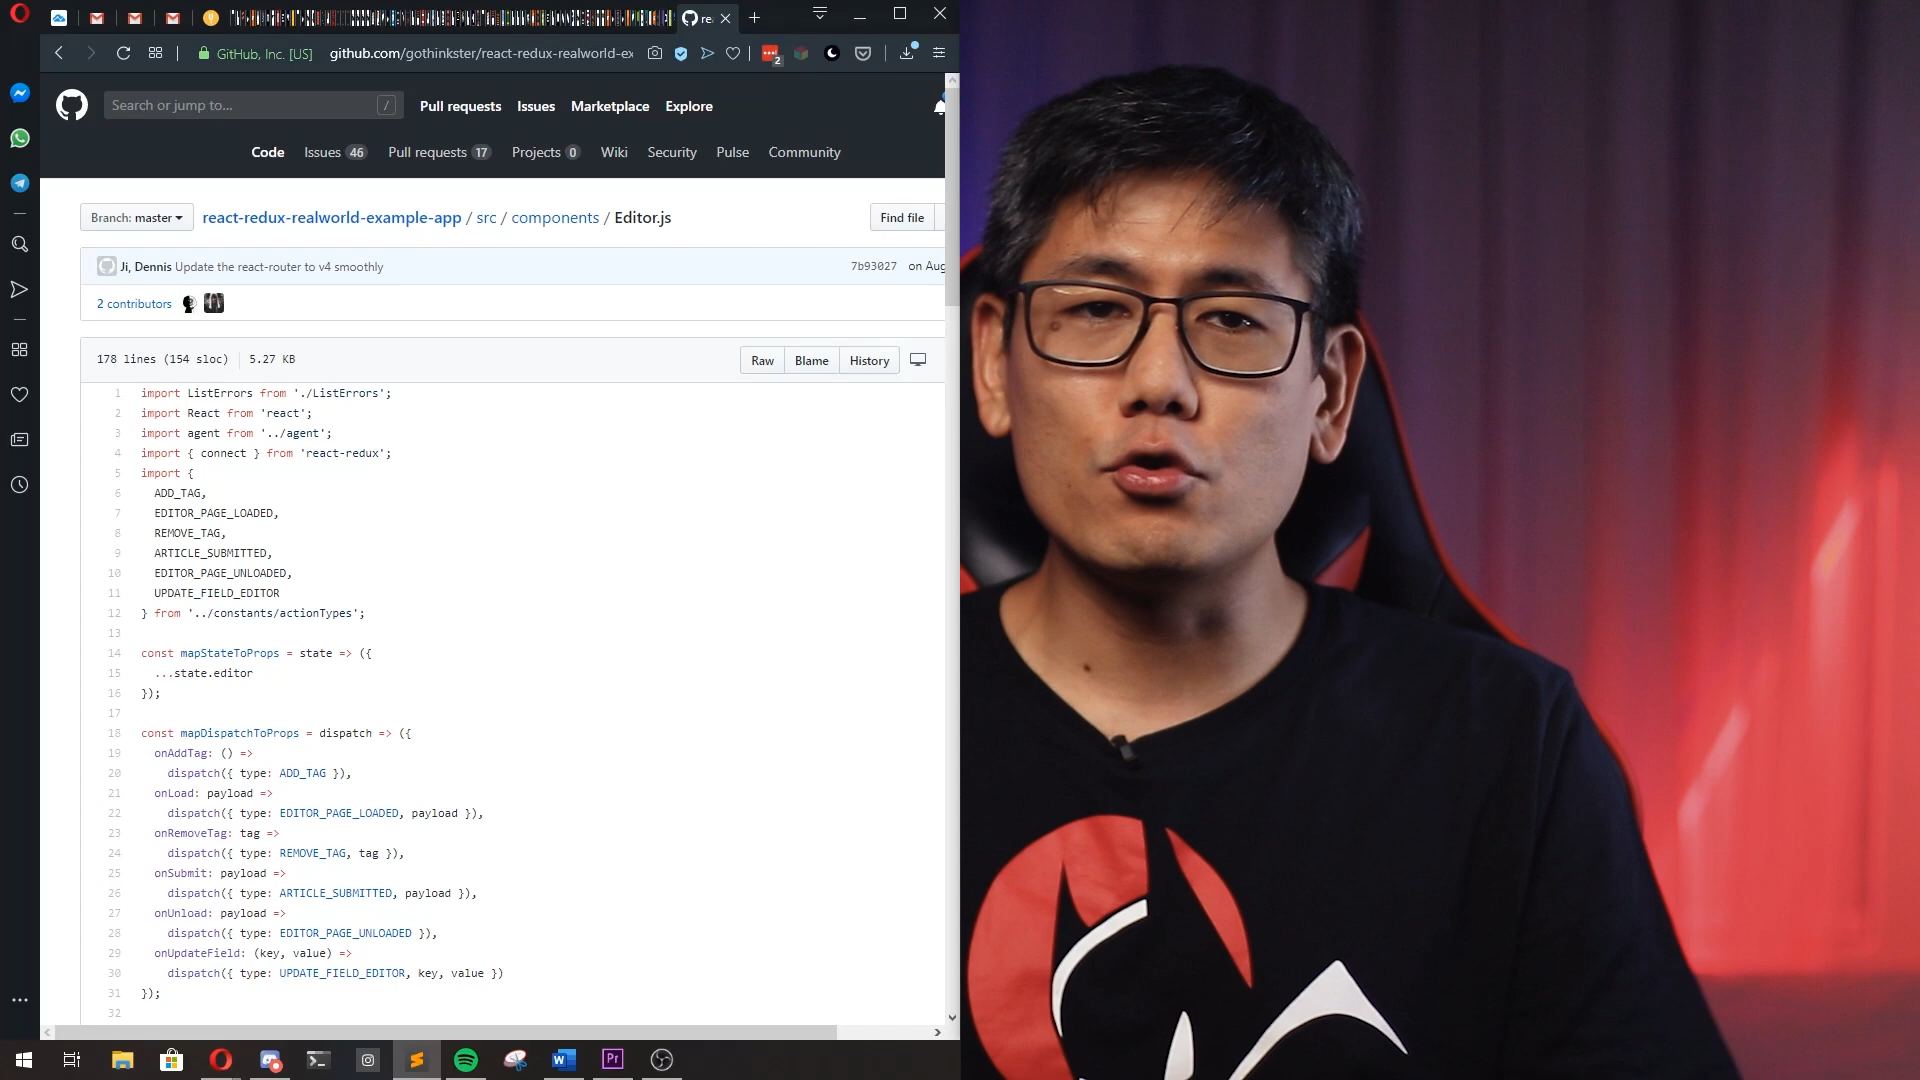 re
GitHub, Inc. [US]
github.com/gothinkster/react-redux-realworld-ex
2
Search or jump to...
/
Pull requests
Issues
Marketplace
Explore
Code
Issues 46
Pull requests 17
Projects 0
Wiki
Security
Pulse
Community
Branch: master
react-redux-realworld-example-app / src / components / Editor.js
Find file
Ji, Dennis Update the react-router to v4 smoothly
7b93027 on Aug
2 contributors
178 lines (154 sloc) 5.27 KB
Raw
Blame
History
1 import ListErrors from './ListErrors';
2 import React from 'react';
3 import agent from '../agent';
4 import { connect } from 'react-redux';
5 import {
6 ADD_TAG,
7 EDITOR_PAGE_LOADED,
8 REMOVE_TAG,
9 ARTICLE_SUBMITTED,
10 EDITOR_PAGE_UNLOADED,
11 UPDATE_FIELD_EDITOR
12 } from '../constants/actionTypes';
13
14 const mapStateToProps = state => ({
15 ...state.editor
16 });
17
18 const mapDispatchToProps = dispatch => ({
19 onAddTag: () =>
20 dispatch({ type: ADD_TAG }),
21 onLoad: payload =>
22 dispatch({ type: EDITOR_PAGE_LOADED, payload }),
23 onRemoveTag: tag =>
24 dispatch({ type: REMOVE_TAG, tag }),
25 onSubmit: payload =>
26 dispatch({ type: ARTICLE_SUBMITTED, payload }),
27 onUnload: payload =>
28 dispatch({ type: EDITOR_PAGE_UNLOADED }),
29 onUpdateField: (key, value) =>
30 dispatch({ type: UPDATE_FIELD_EDITOR, key, value })
31 });
32
W
Pr